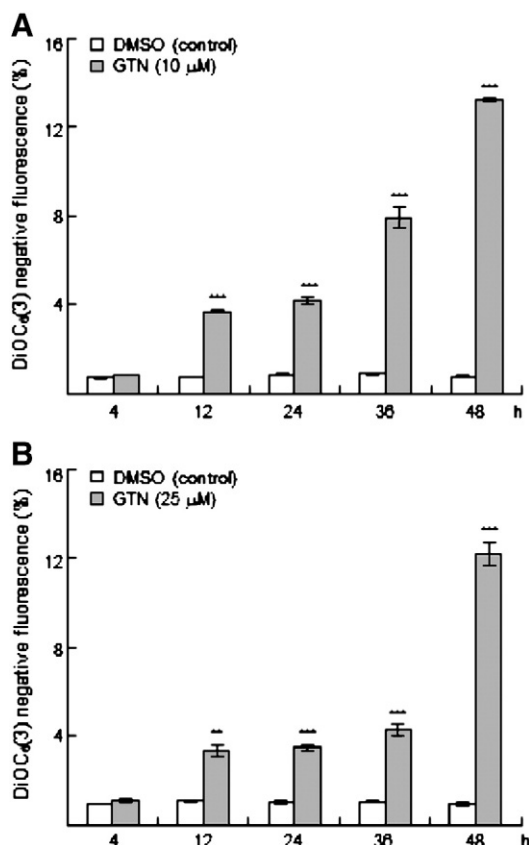 A
DiOC₆(3) negative fluorescence (%)
DMSO (control)
GTN (10 µM)
16
12
8
4
***
***
***
***
4 12 24 36 48 h
B
DiOC₆(3) negative fluorescence (%)
DMSO (control)
GTN (25 µM)
16
12
8
4
**
***
***
***
4 12 24 36 48 h